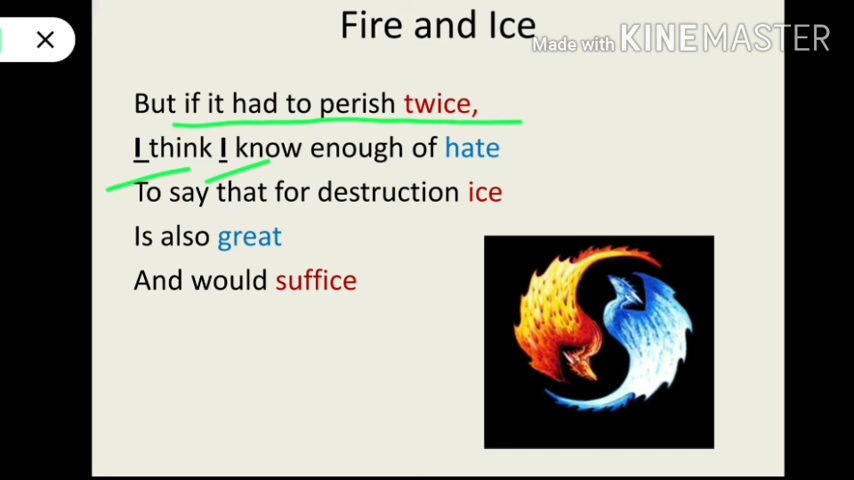 Fire and Ice
Made with KINEMASTER
But if it had to perish twice,
I think I know enough of hate
To say that for destruction ice
Is also great
And would suffice